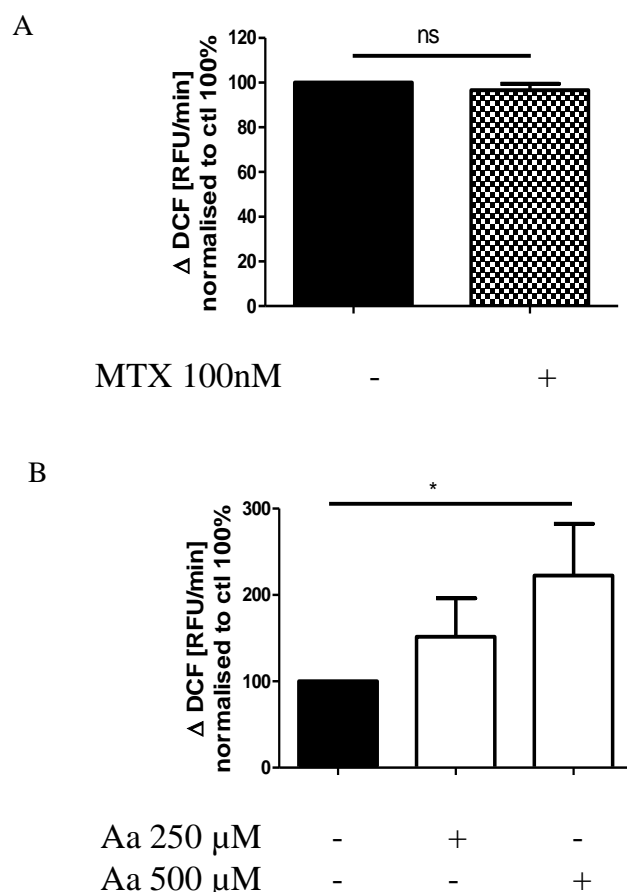 A
Δ DCF [RFU/min]
normalised to ctl 100%
120
100
80
60
40
20
0
ns
MTX 100nM - +
B
Δ DCF [RFU/min]
normalised to ctl 100%
300
200
100
0
*
Aa 250 µM - + -
Aa 500 µM - - +